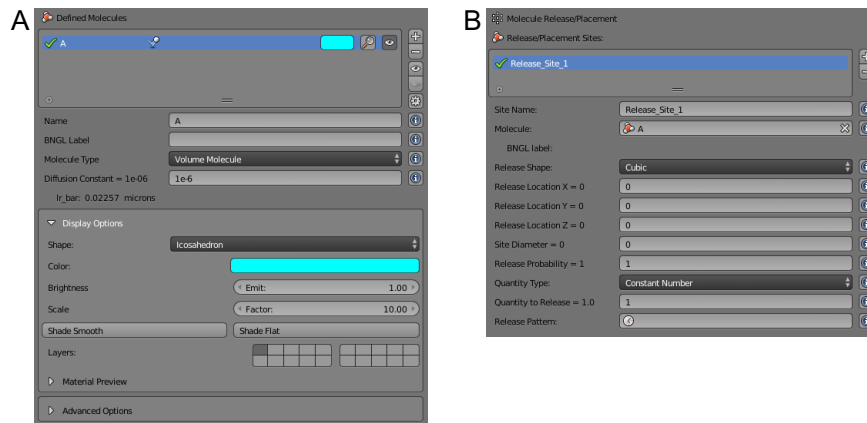 A
Defined Molecules
A
Name
A
BNGL Label
Molecule Type
Volume Molecule
Diffusion Constant = 1e-06
1e-6
lr_bar: 0.02257 microns
Display Options
Shape:
Icosahedron
Color:
Brightness
Emit: 1.00
Scale
Factor: 10.00
Shade Smooth
Shade Flat
Layers:
Material Preview
Advanced Options
B
Molecule Release/Placement
Release/Placement Sites:
Release_Site_1
Site Name:
Release_Site_1
Molecule:
A
BNGL label:
Release Shape:
Cubic
Release Location X = 0
0
Release Location Y = 0
0
Release Location Z = 0
0
Site Diameter = 0
0
Release Probability = 1
1
Quantity Type:
Constant Number
Quantity to Release = 1.0
1
Release Pattern: